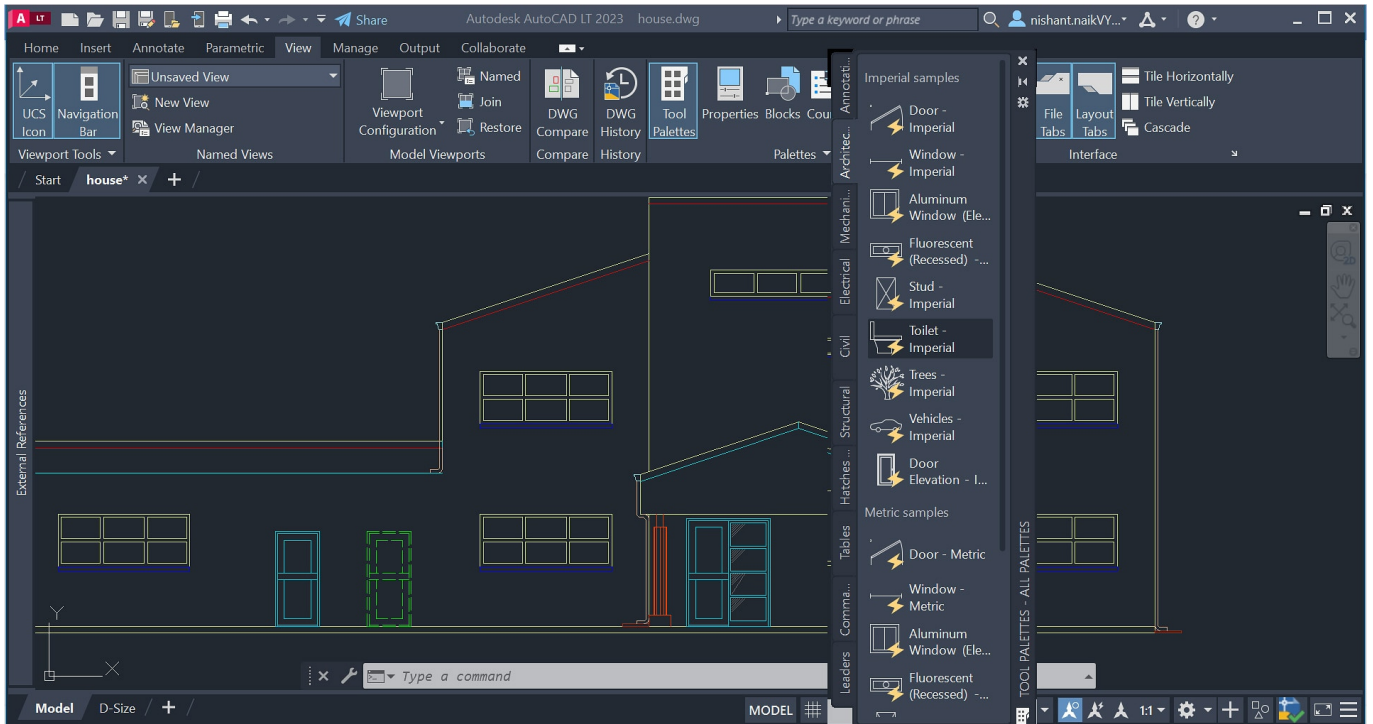 A LT Share Autodesk AutoCAD LT 2023 house.dwg Type a keyword or phrase nishant.naikVY...
Home Insert Annotate Parametric View Manage Output Collaborate
UCS
Icon
Navigation
Bar
Viewport Tools
Unsaved View
New View
View Manager
Named Views
Viewport
Configuration
Named
Join
Restore
Model Viewports
DWG
Compare
Compare
DWG
History
History
Tool
Palettes
Properties Blocks
Palettes
File
Tabs
Layout
Tabs
Tile Horizontally
Tile Vertically
Cascade
Interface
Start house*
External References
Annotati...
Architec...
Mechani...
Electrical
Civil
Structural
Hatches ...
Tables
Comma...
Leaders
Imperial samples
Door -
Imperial
Window -
Imperial
Aluminum
Window (Ele...
Fluorescent
(Recessed) -...
Stud -
Imperial
Toilet -
Imperial
Trees -
Imperial
Vehicles -
Imperial
Door
Elevation - I...
Metric samples
Door - Metric
Window -
Metric
Aluminum
Window (Ele...
Fluorescent
(Recessed) -...
TOOL PALETTES - ALL PALETTES
Y
X
Type a command
Model D-Size
MODEL 1:1